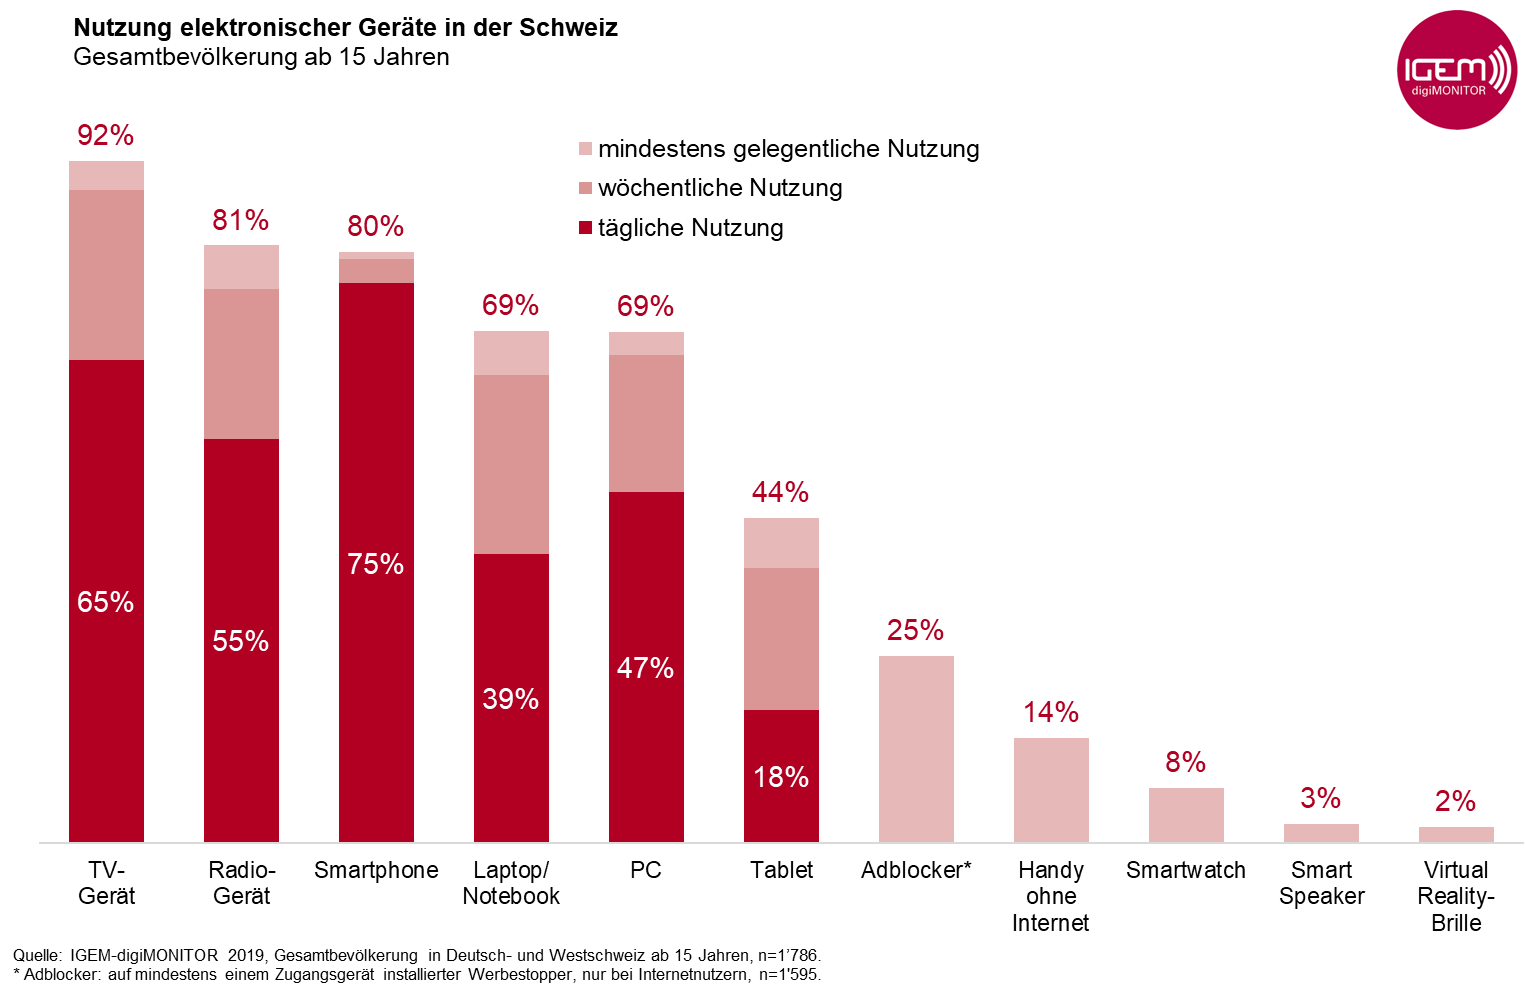 Nutzung elektronischer Geräte in der Schweiz
Gesamtbevölkerung ab 15 Jahren
IGEM
digiMONITOR
mindestens gelegentliche Nutzung
wöchentliche Nutzung
tägliche Nutzung
92%
81%
80%
69%
69%
44%
25%
14%
8%
3%
2%
65%
55%
75%
39%
47%
18%
TV-
Gerät
Radio-
Gerät
Smartphone
Laptop/
Notebook
PC
Tablet
Adblocker*
Handy
ohne
Internet
Smartwatch
Smart
Speaker
Virtual
Reality-
Brille
Quelle: IGEM-digiMONITOR 2019, Gesamtbevölkerung in Deutsch- und Westschweiz ab 15 Jahren, n=1’786.
* Adblocker: auf mindestens einem Zugangsgerät installierter Werbestopper, nur bei Internetnutzern, n=1'595.